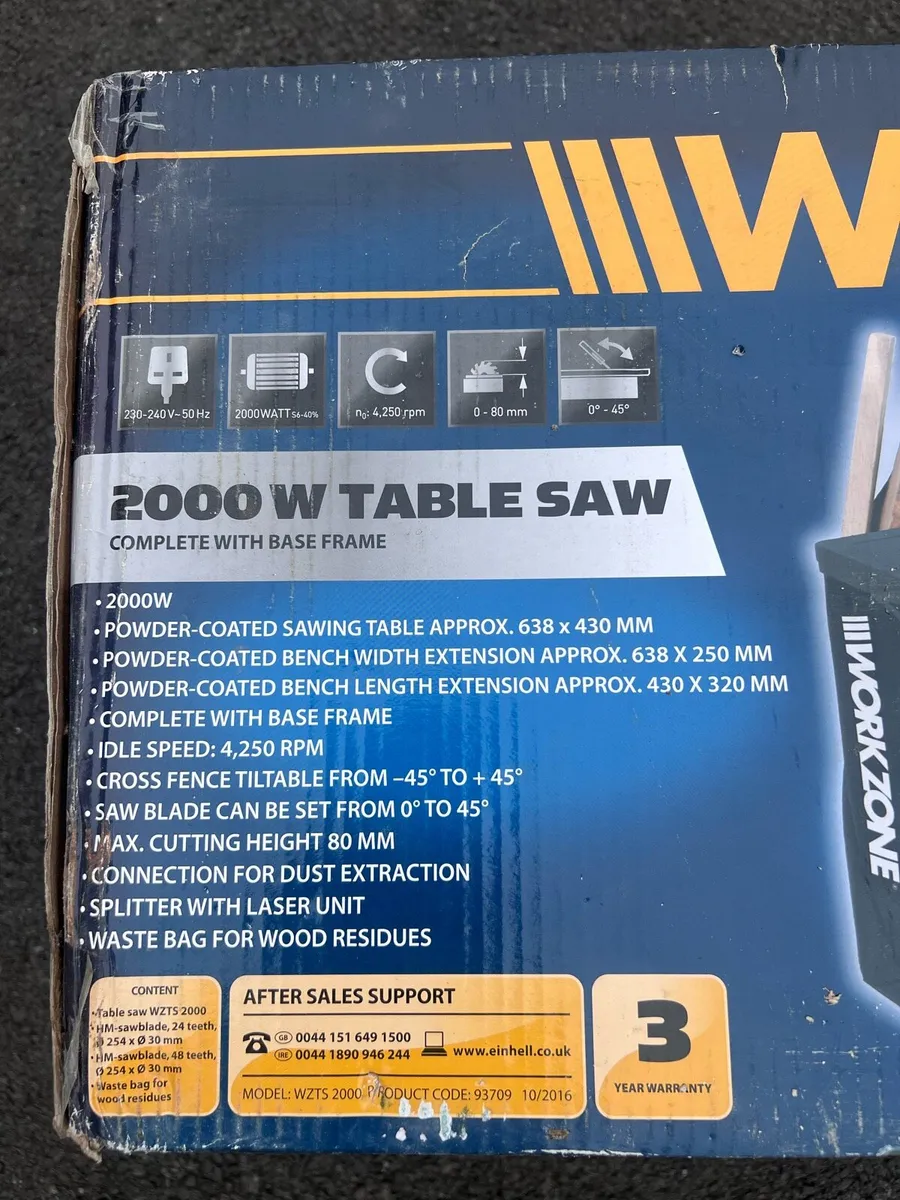 W
230-240 V~ 50 Hz
2000WATT S6-40%
n0: 4,250 rpm
0 - 80 mm
0° - 45°
2000 W TABLE SAW
COMPLETE WITH BASE FRAME
• 2000W
• POWDER-COATED SAWING TABLE APPROX. 638 x 430 MM
• POWDER-COATED BENCH WIDTH EXTENSION APPROX. 638 X 250 MM
• POWDER-COATED BENCH LENGTH EXTENSION APPROX. 430 X 320 MM
• COMPLETE WITH BASE FRAME
• IDLE SPEED: 4,250 RPM
• CROSS FENCE TILTABLE FROM –45° TO + 45°
• SAW BLADE CAN BE SET FROM 0° TO 45°
• MAX. CUTTING HEIGHT 80 MM
• CONNECTION FOR DUST EXTRACTION
• SPLITTER WITH LASER UNIT
• WASTE BAG FOR WOOD RESIDUES
WORKZONE
CONTENT
• Table saw WZTS 2000
• HM-sawblade, 24 teeth,
Ø 254 x Ø 30 mm
• HM-sawblade, 48 teeth,
Ø 254 x Ø 30 mm
• Waste bag for
wood residues
AFTER SALES SUPPORT
GB 0044 151 649 1500
IRE 0044 1890 946 244
www.einhell.co.uk
MODEL: WZTS 2000 PRODUCT CODE: 93709 10/2016
3
YEAR WARRANTY